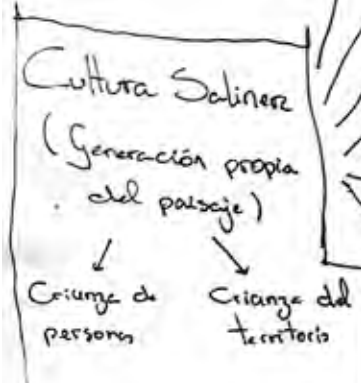 Cultura Salinera
(Generación propia
del paisaje)
Crianza de Crianza del
personas territorio